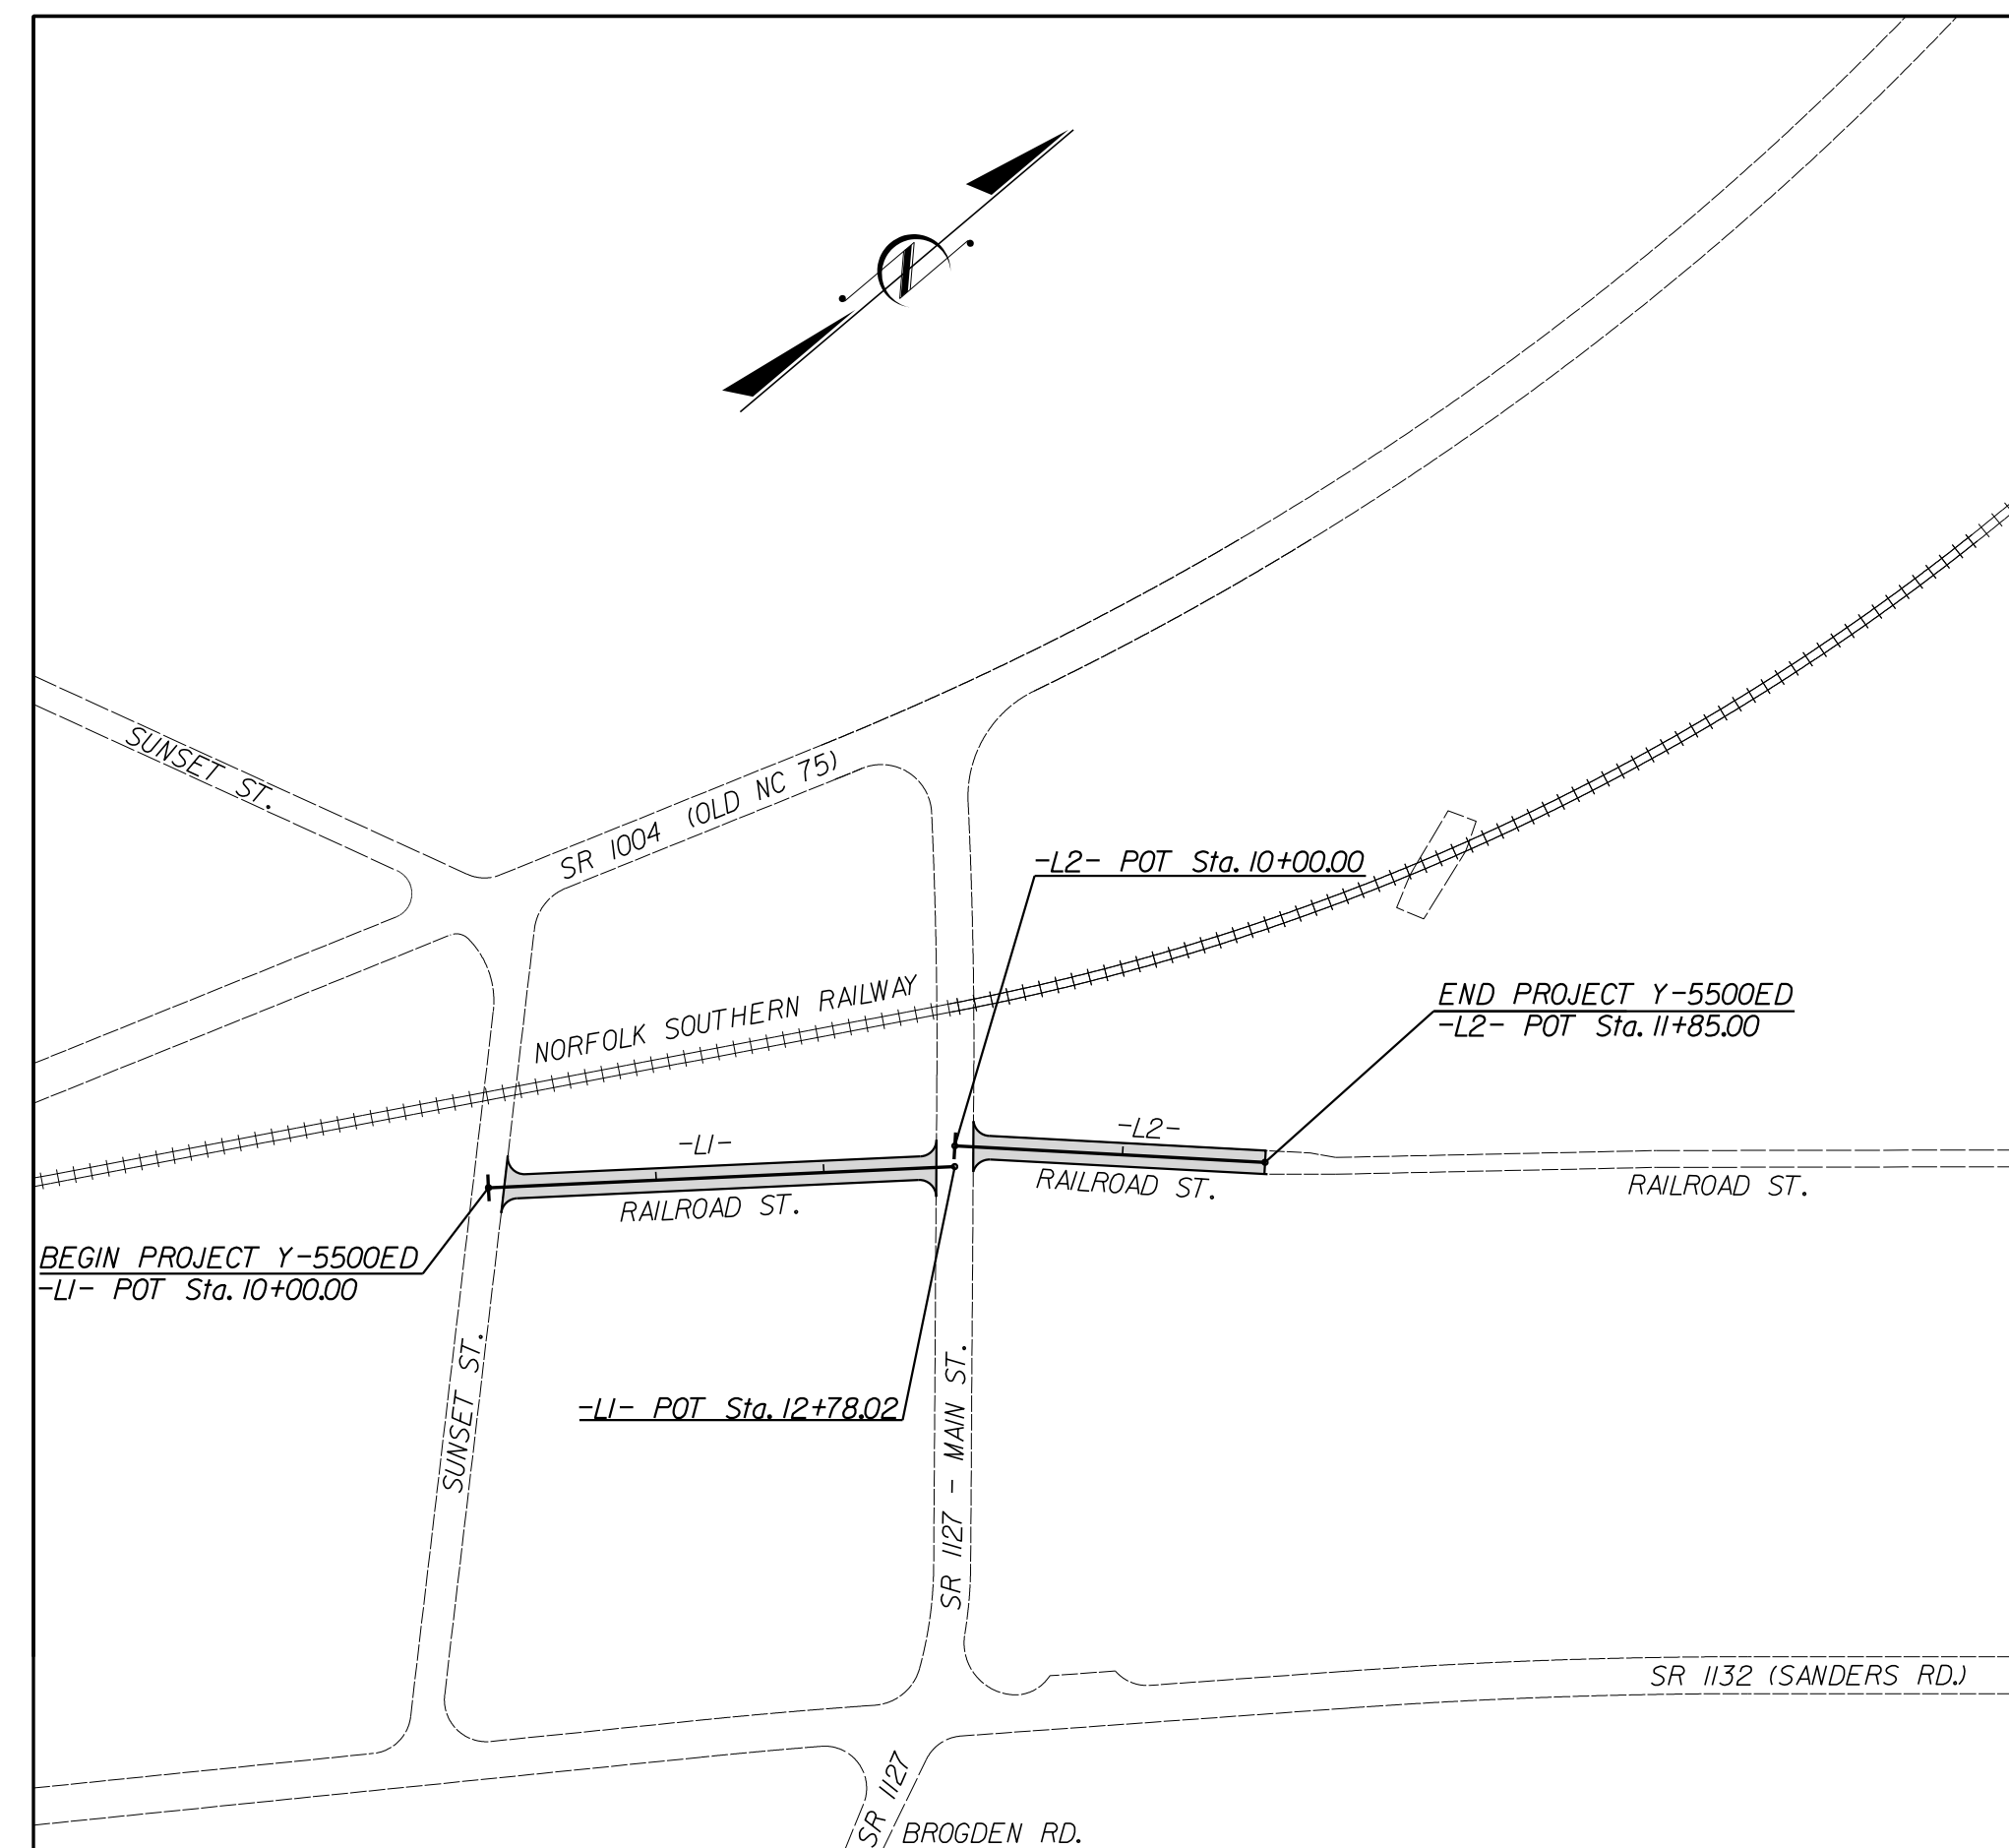 N
SUNSET ST.
SR 1004 (OLD NC 75)
-L2- POT Sta. 10+00.00
NORFOLK SOUTHERN RAILWAY
END PROJECT Y-5500ED
-L2- POT Sta. 11+85.00
-L1-
-L2-
RAILROAD ST.
RAILROAD ST.
RAILROAD ST.
BEGIN PROJECT Y-5500ED
-L1- POT Sta. 10+00.00
SUNSET ST.
-L1- POT Sta. 12+78.02
SR 1127 - MAIN ST.
SR 1132 (SANDERS RD.)
SR 1127
BROGDEN RD.